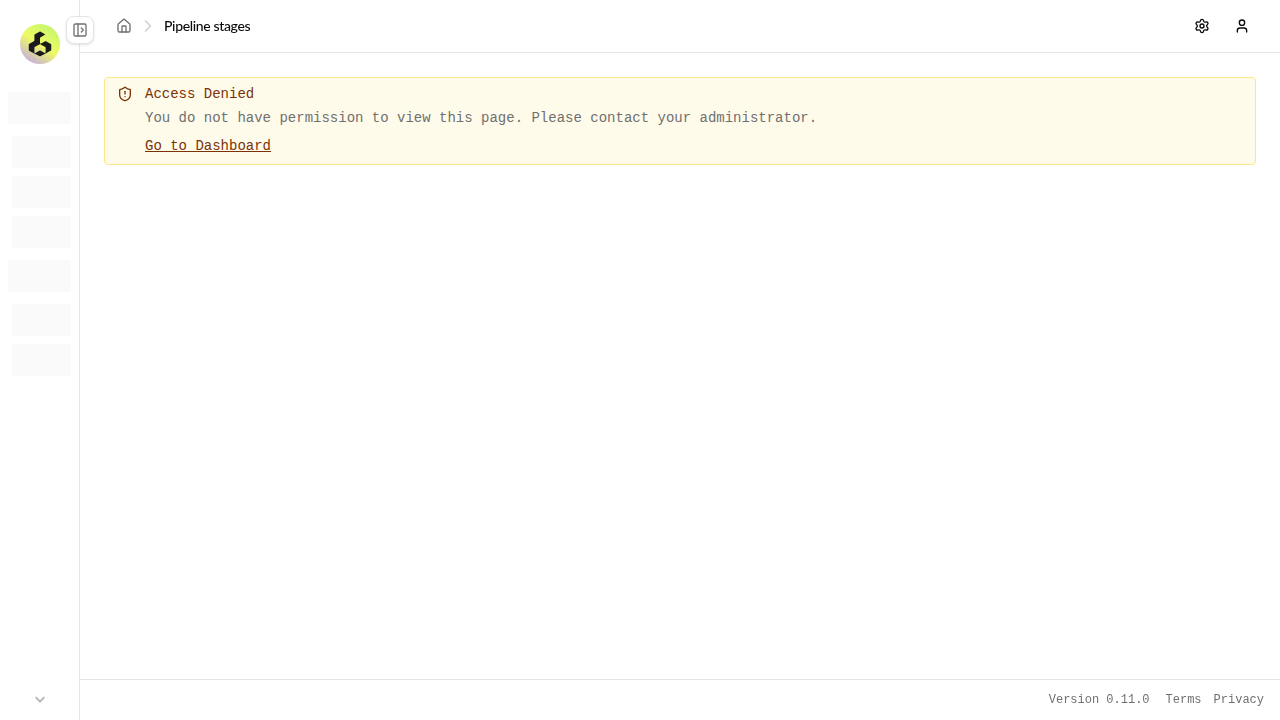 Pipeline stages
Access Denied
You do not have permission to view this page. Please contact your administrator.
Go to Dashboard
Version 0.11.0 Terms Privacy